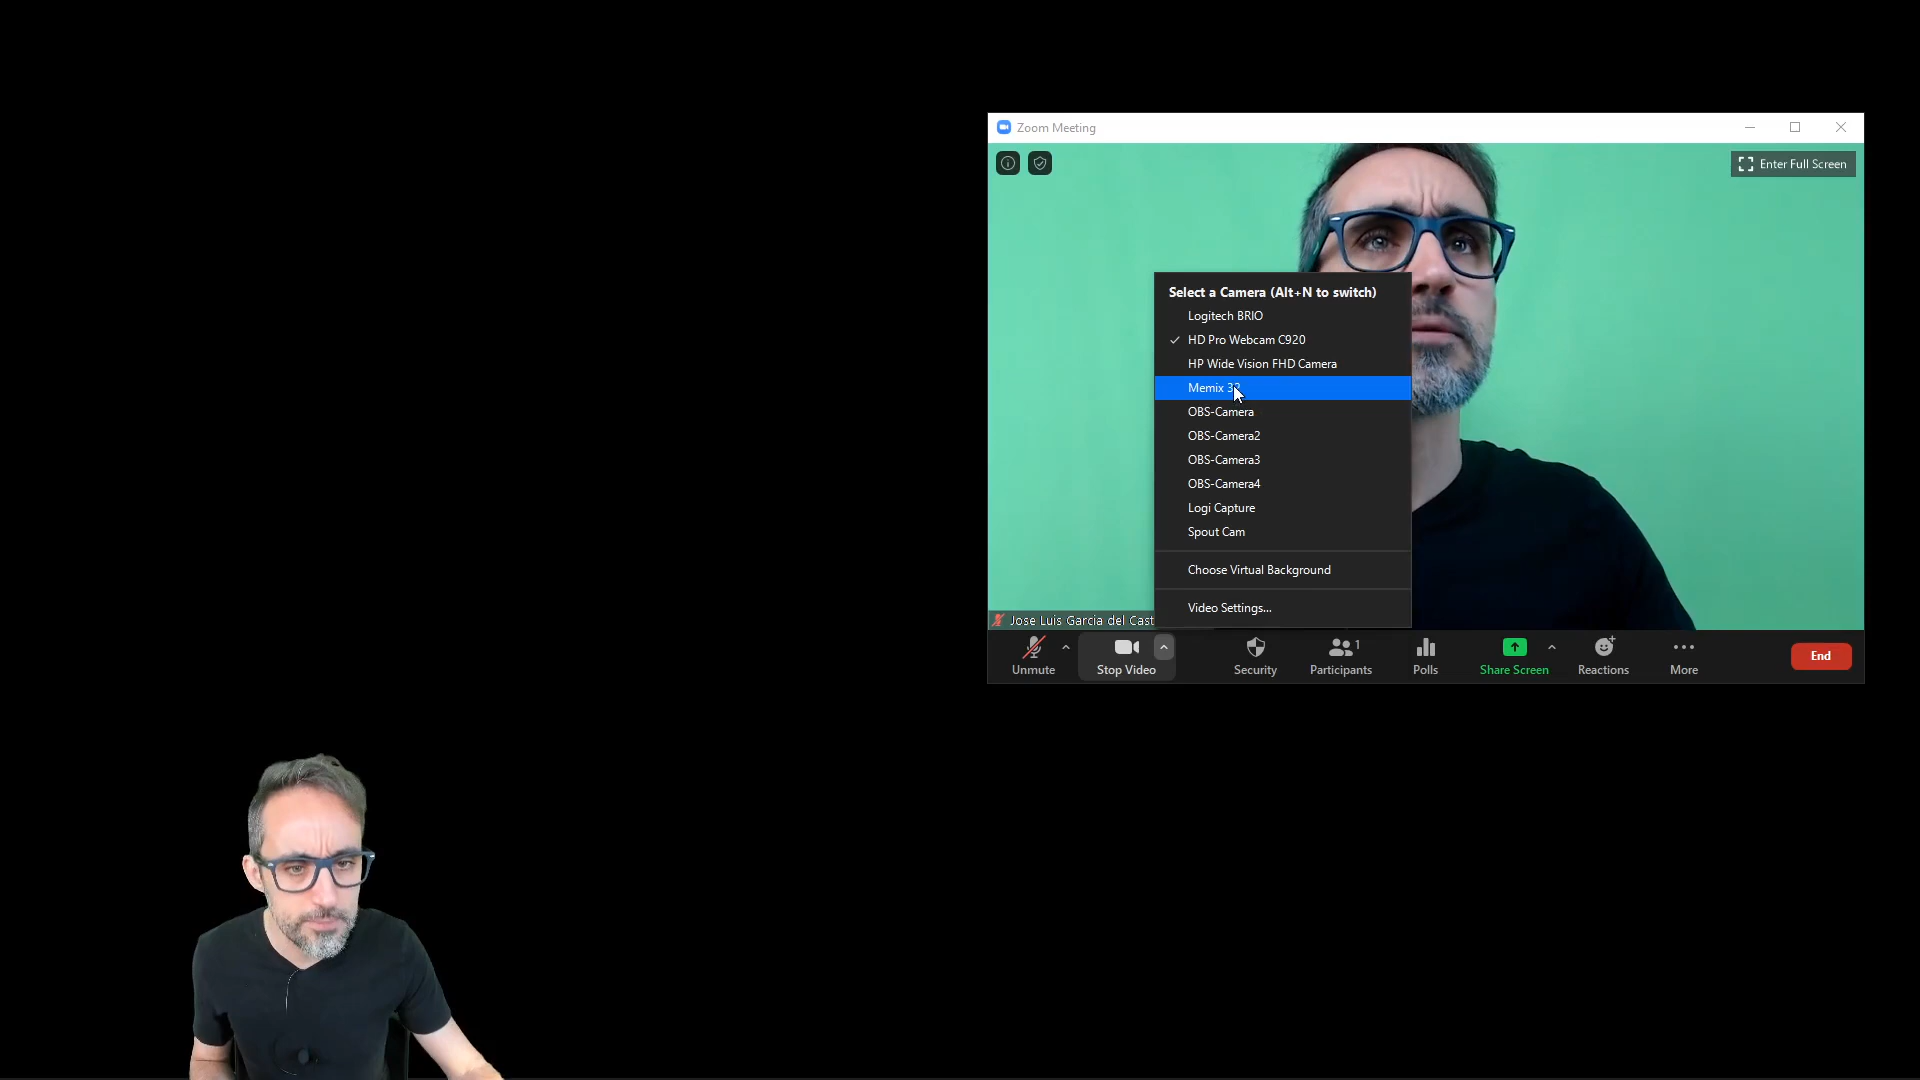 Zoom Meeting
Enter Full Screen
Select a Camera (Alt+N to switch)
Logitech BRIO
HD Pro Webcam C920
HP Wide Vision FHD Camera
Memix
OBS-Camera
OBS-Camera2
OBS-Camera3
OBS-Camera4
Logi Capture
Spout Cam
Choose Virtual Background
Video Settings...
Jose Luis Garcia del Cast
Unmute
Stop Video
Security
1
Participants
Polls
Share Screen
Reactions
More
End